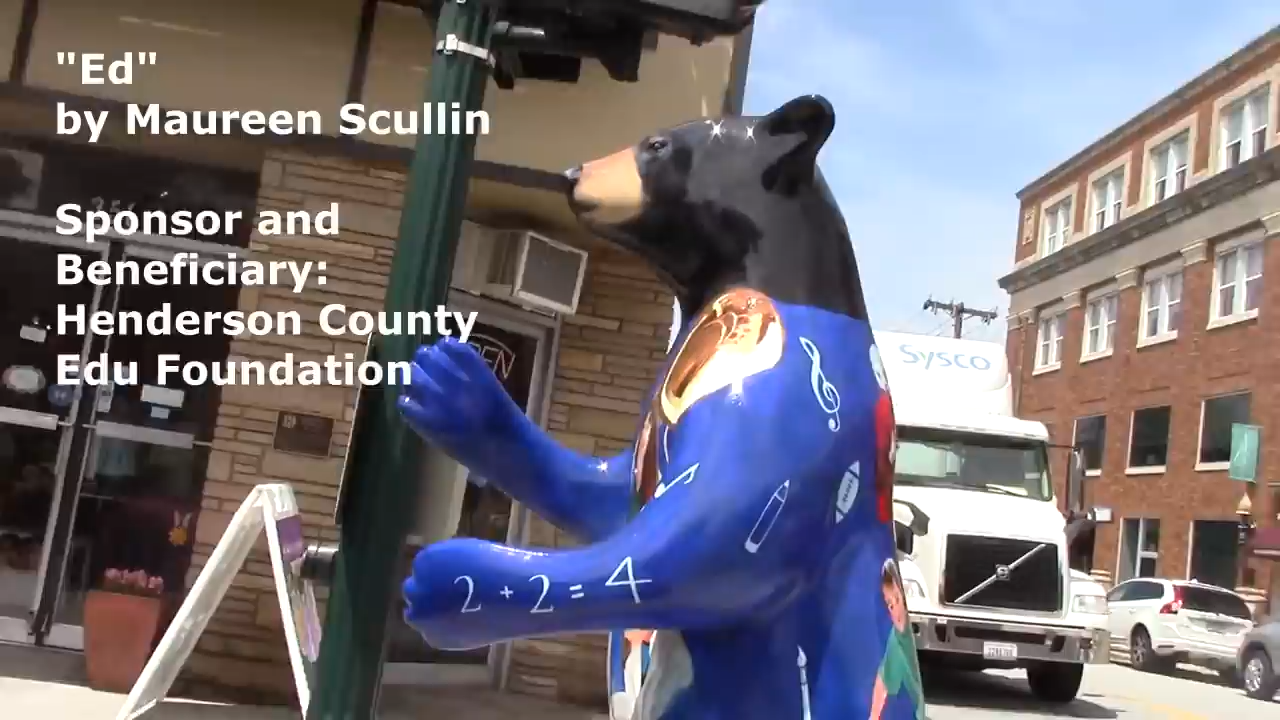 "Ed"
by Maureen Scullin
Sponsor and
Beneficiary:
Henderson County
Edu Foundation
Sysco
2 + 2 = 4